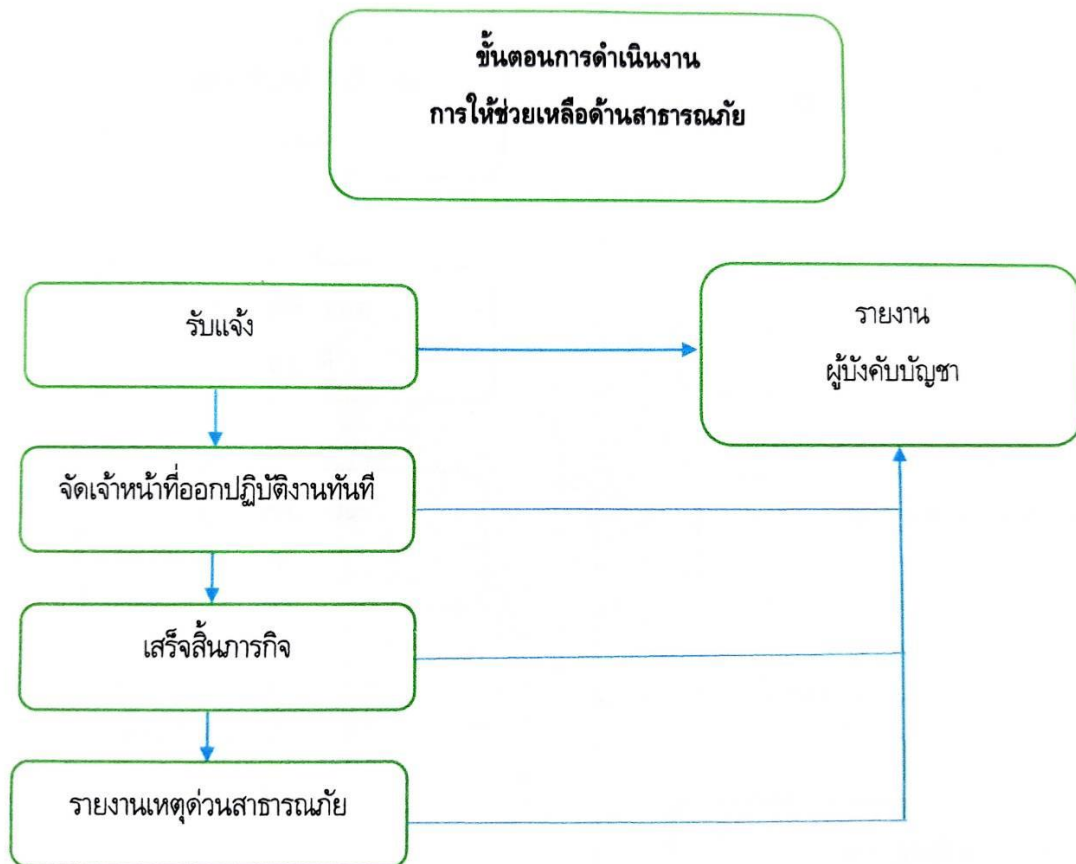 ขั้นตอนการดำเนินงาน
การให้ช่วยเหลือด้านสาธารณภัย
รับแจ้ง
รายงาน
ผู้บังคับบัญชา
จัดเจ้าหน้าที่ออกปฏิบัติงานทันที
เสร็จสิ้นภารกิจ
รายงานเหตุด่วนสาธารณภัย